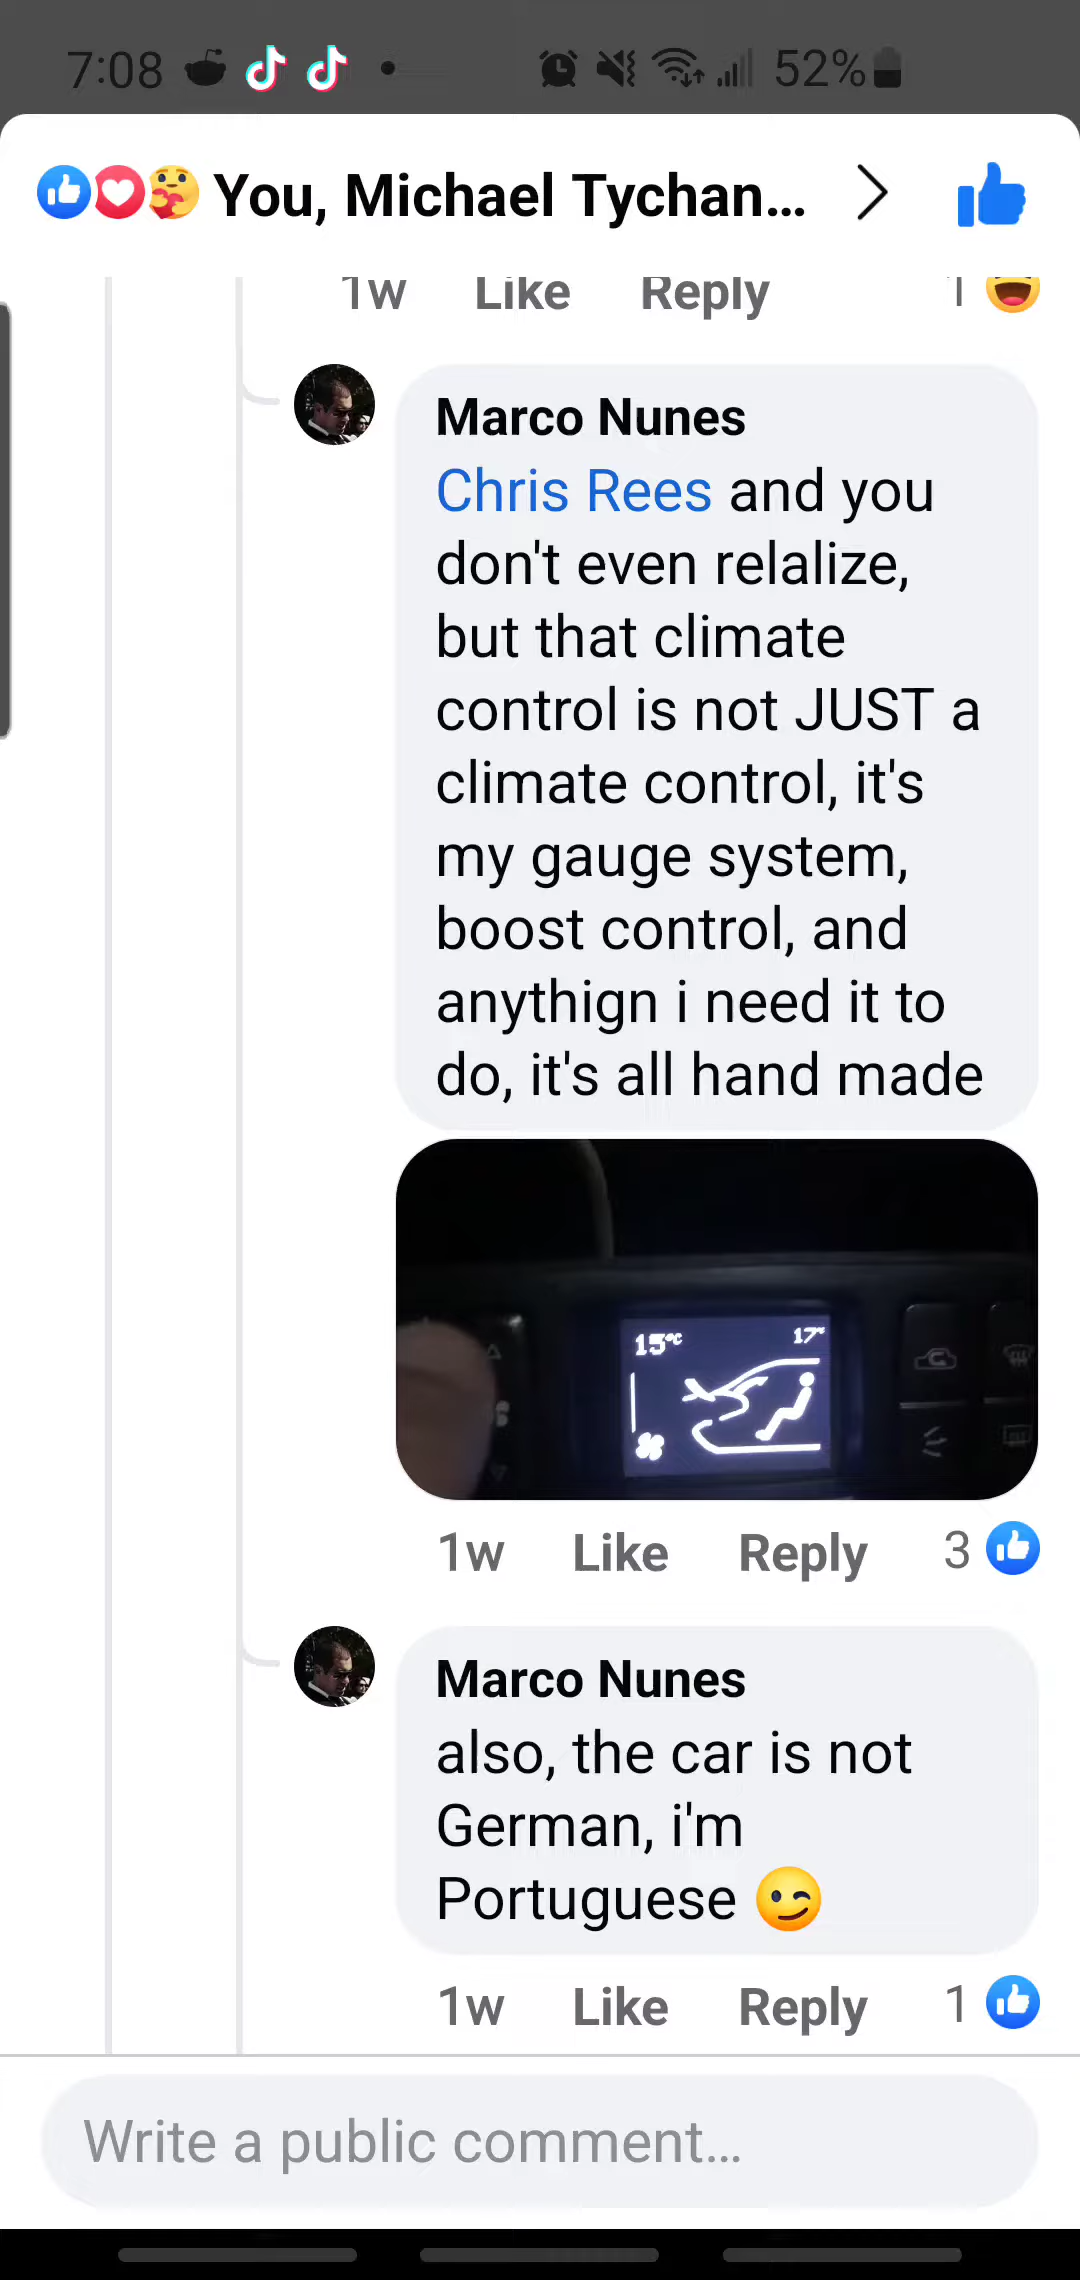 7:08 52%
You, Michael Tychan...
1w Like Reply 1
Marco Nunes
Chris Rees and you
don't even relalize,
but that climate
control is not JUST a
climate control, it's
my gauge system,
boost control, and
anythign i need it to
do, it's all hand made
15°C 17°
1w Like Reply 3
Marco Nunes
also, the car is not
German, i'm
Portuguese 😉
1w Like Reply 1
Write a public comment...